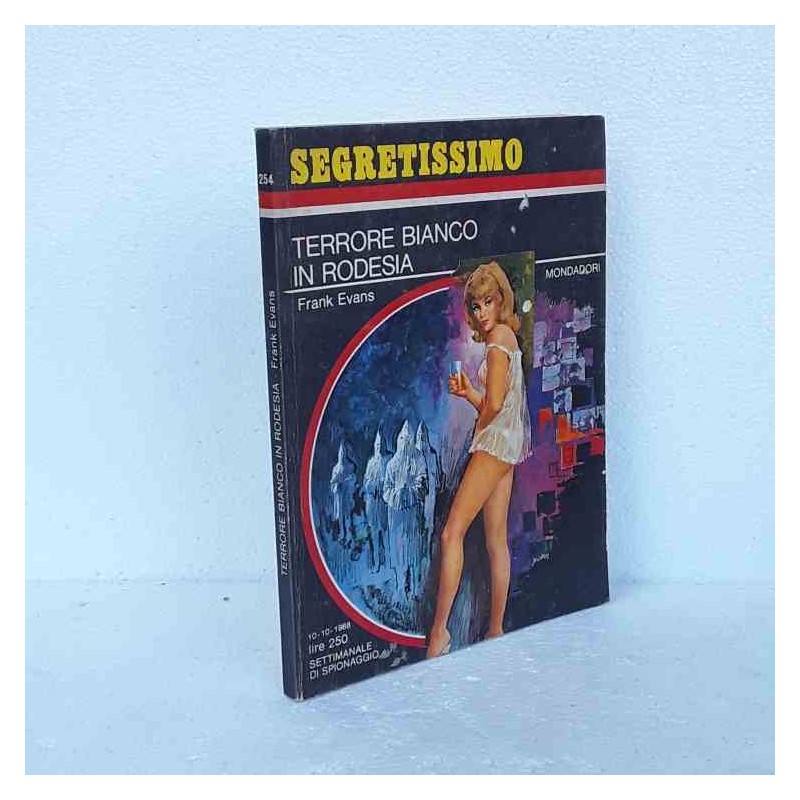 254
TERRORE BIANCO IN RODESIA - Frank Evans
SEGRETISSIMO
TERRORE BIANCO
IN RODESIA
MONDADORI
Frank Evans
10-10-1968
lire 250
SETTIMANALE
DI SPIONAGGIO